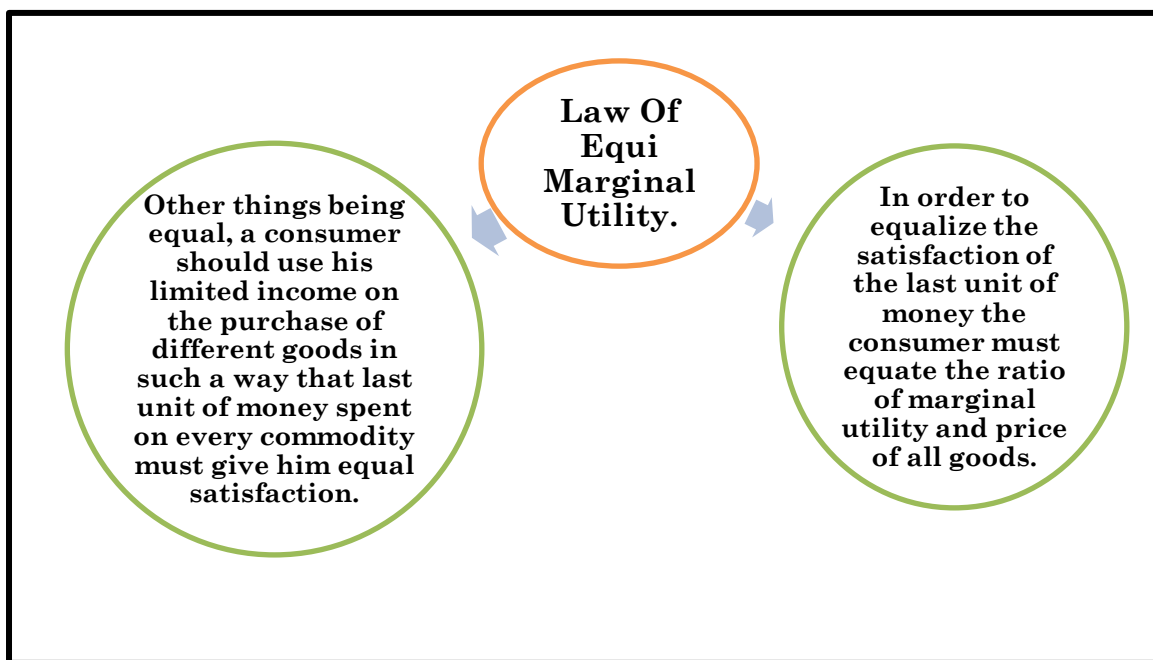 Law Of
Equi
Marginal
Utility.
Other things being
equal, a consumer
should use his
limited income on
the purchase of
different goods in
such a way that last
unit of money spent
on every commodity
must give him equal
satisfaction.
In order to
equalize the
satisfaction of
the last unit of
money the
consumer must
equate the ratio
of marginal
utility and price
of all goods.